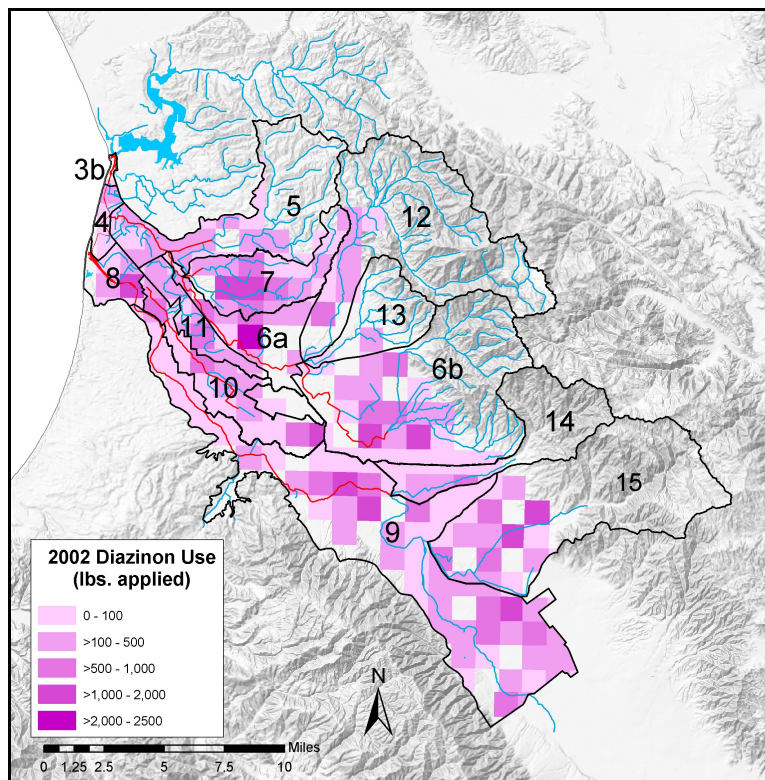 3b
4
5
12
8
7
11
13
6a
6b
10
14
15
9
2002 Diazinon Use
(lbs. applied)
0 - 100
>100 - 500
>500 - 1,000
>1,000 - 2,000
>2,000 - 2500
N
Miles
0 1.25 2.5 5 7.5 10